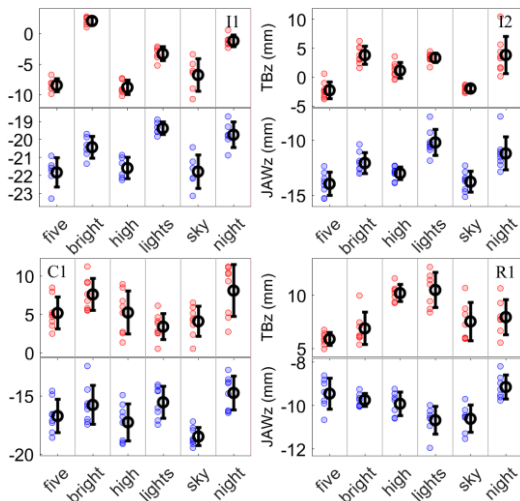 I1
0
-5
-10
-19
-20
-21
-22
-23
five
bright
high
lights
sky
night
I2
TBz (mm)
10
5
0
-5
JAWz (mm)
-10
-15
five
bright
high
lights
sky
night
C1
10
5
0
-15
20
five
bright
high
lights
sky
night
R1
TBz (mm)
10
5
JAWz (mm)
-8
-10
-12
five
bright
high
lights
sky
night